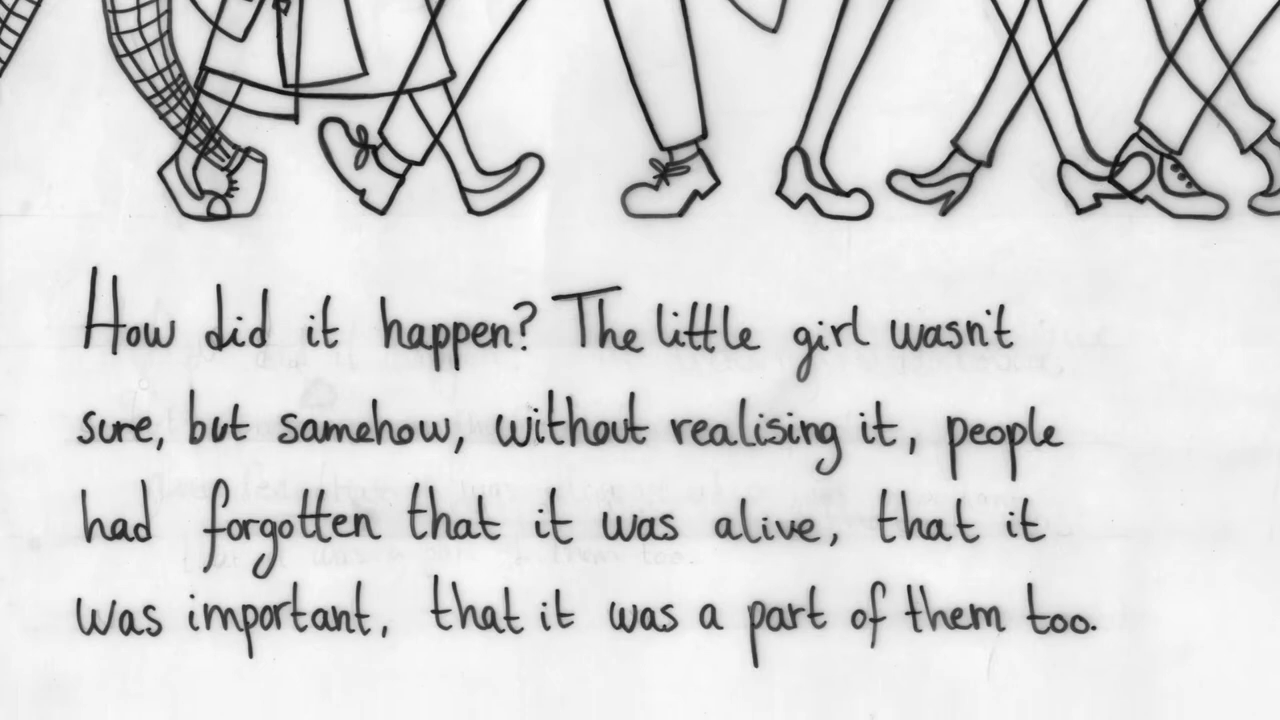 How did it happen? The little girl wasn't
sure, but somehow, without realising it, people
had forgotten that it was alive, that it
was important, that it was a part of them too.